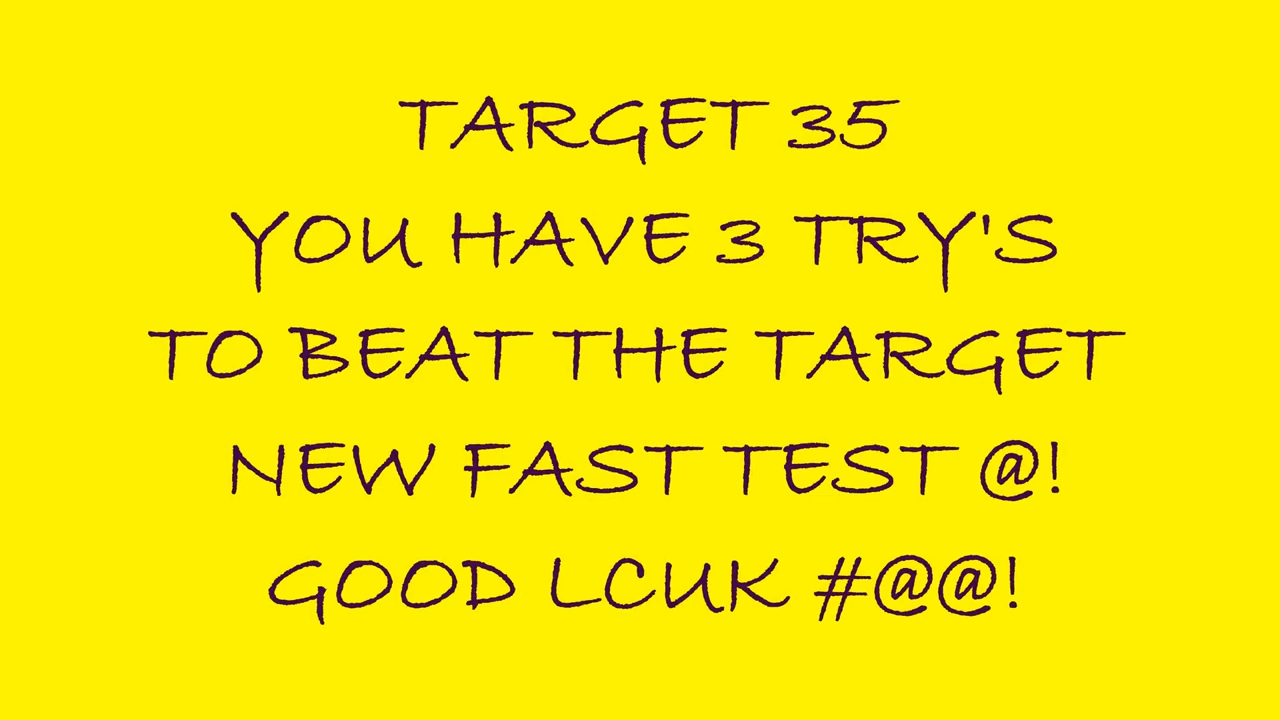 TARGET 35
YOU HAVE 3 TRY'S
TO BEAT THE TARGET
NEW FAST TEST @!
GOOD LCUK #@@!